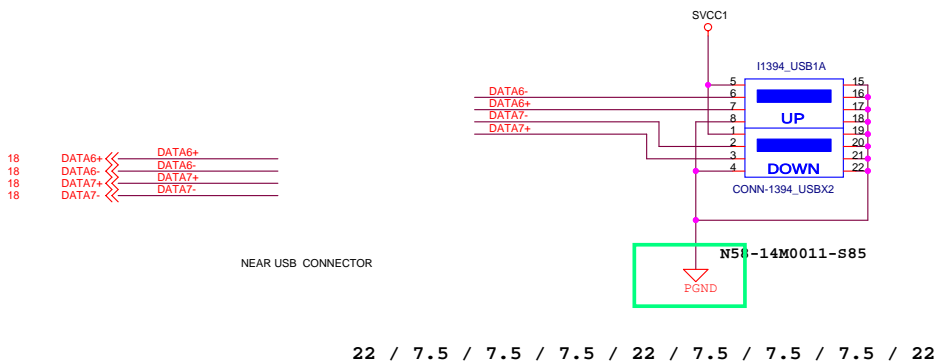 SVCC1
I1394_USB1A
5 15
DATA6- 6 16
DATA6+ 7 17
DATA7- 8 UP 18
DATA7+ 1 19
2 20
3 21
4 DOWN 22
CONN-1394_USBX2
18 DATA6+ DATA6+
18 DATA6- DATA6-
18 DATA7+ DATA7+
18 DATA7- DATA7-
N58-14M0011-S85
NEAR USB CONNECTOR
PGND
22 / 7.5 / 7.5 / 7.5 / 22 / 7.5 / 7.5 / 7.5 / 22